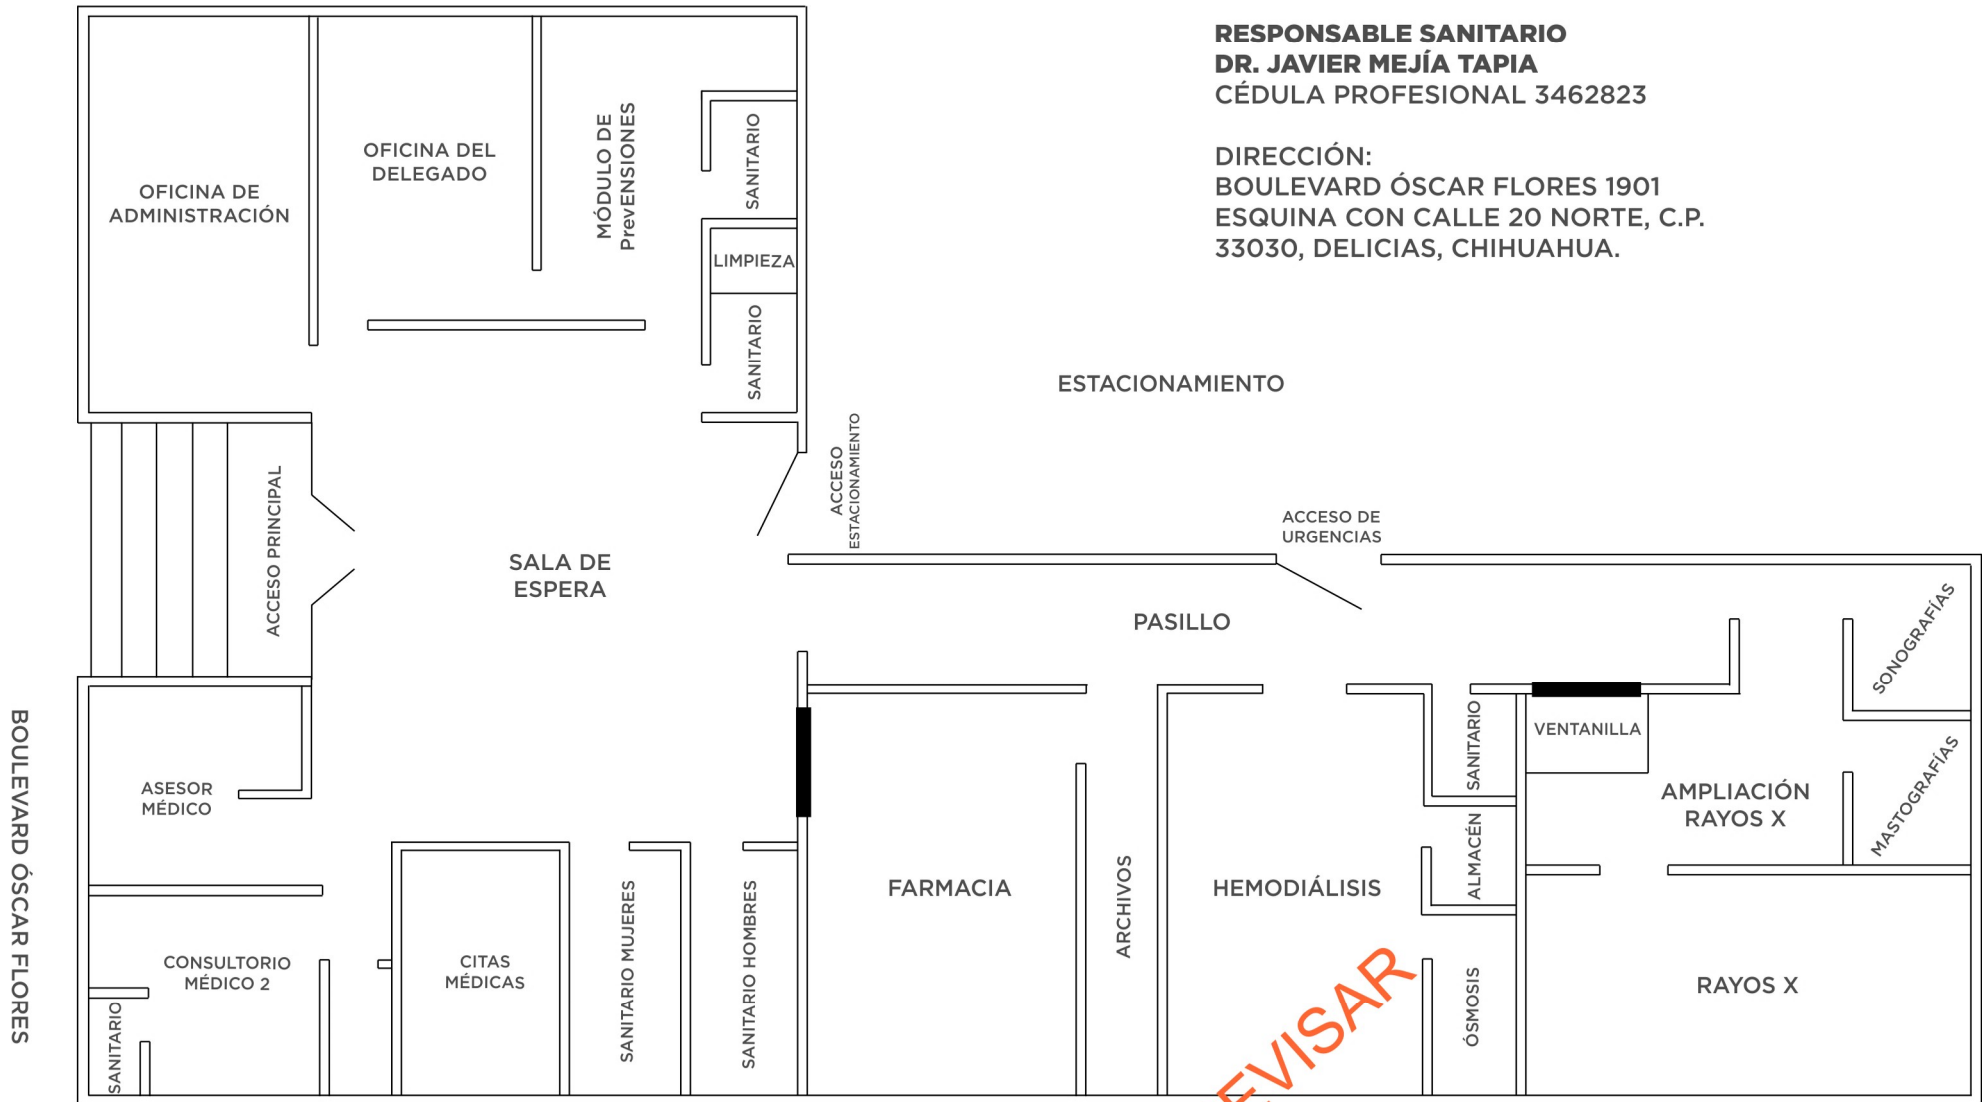 RESPONSABLE SANITARIO
DR. JAVIER MEJÍA TAPIA
CÉDULA PROFESIONAL 3462823
DIRECCIÓN:
BOULEVARD ÓSCAR FLORES 1901
ESQUINA CON CALLE 20 NORTE, C.P.
33030, DELICIAS, CHIHUAHUA.
OFICINA DE
ADMINISTRACIÓN
OFICINA DEL
DELEGADO
MÓDULO DE
PrevENSIONES
SANITARIO
LIMPIEZA
SANITARIO
ESTACIONAMIENTO
ACCESO
ESTACIONAMIENTO
ACCESO PRINCIPAL
SALA DE
ESPERA
ACCESO DE
URGENCIAS
PASILLO
SONOGRAFÍAS
BOULEVARD ÓSCAR FLORES
ASESOR
MÉDICO
SANITARIO
VENTANILLA
AMPLIACIÓN
RAYOS X
MASTOGRAFÍAS
FARMACIA
ARCHIVOS
HEMODIÁLISIS
ALMACÉN
CONSULTORIO
MÉDICO 2
CITAS
MÉDICAS
SANITARIO MUJERES
SANITARIO HOMBRES
SANITARIO
ÓSMOSIS
RAYOS X
EVISAR